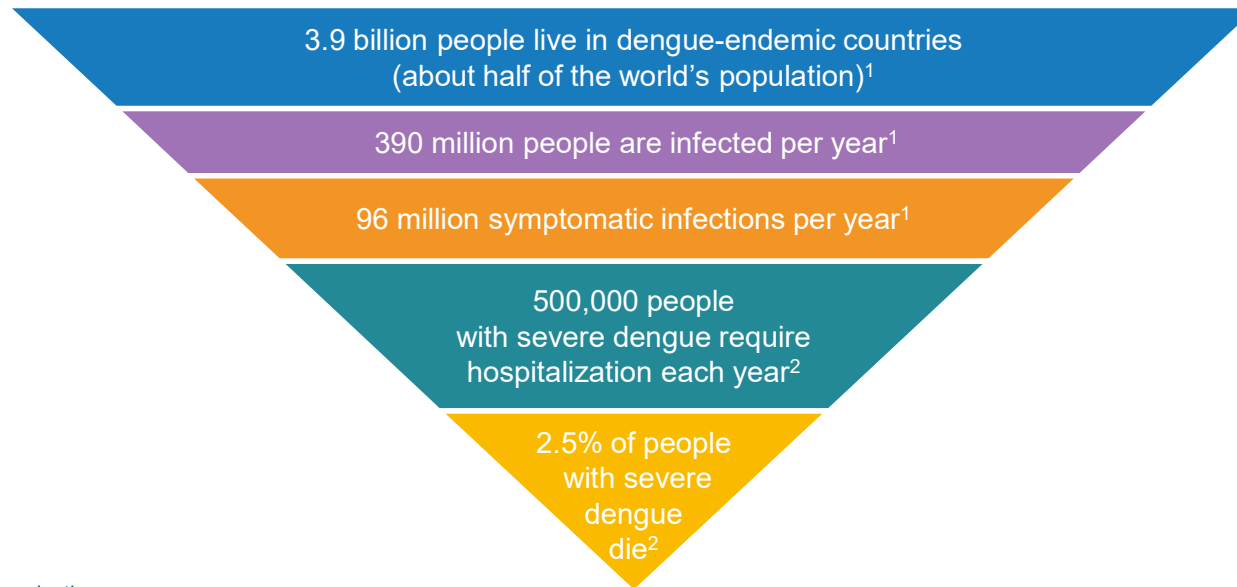 3.9 billion people live in dengue-endemic countries
(about half of the world’s population)¹
390 million people are infected per year¹
96 million symptomatic infections per year¹
500,000 people
with severe dengue require
hospitalization each year²
2.5% of people
with severe
dengue
die²